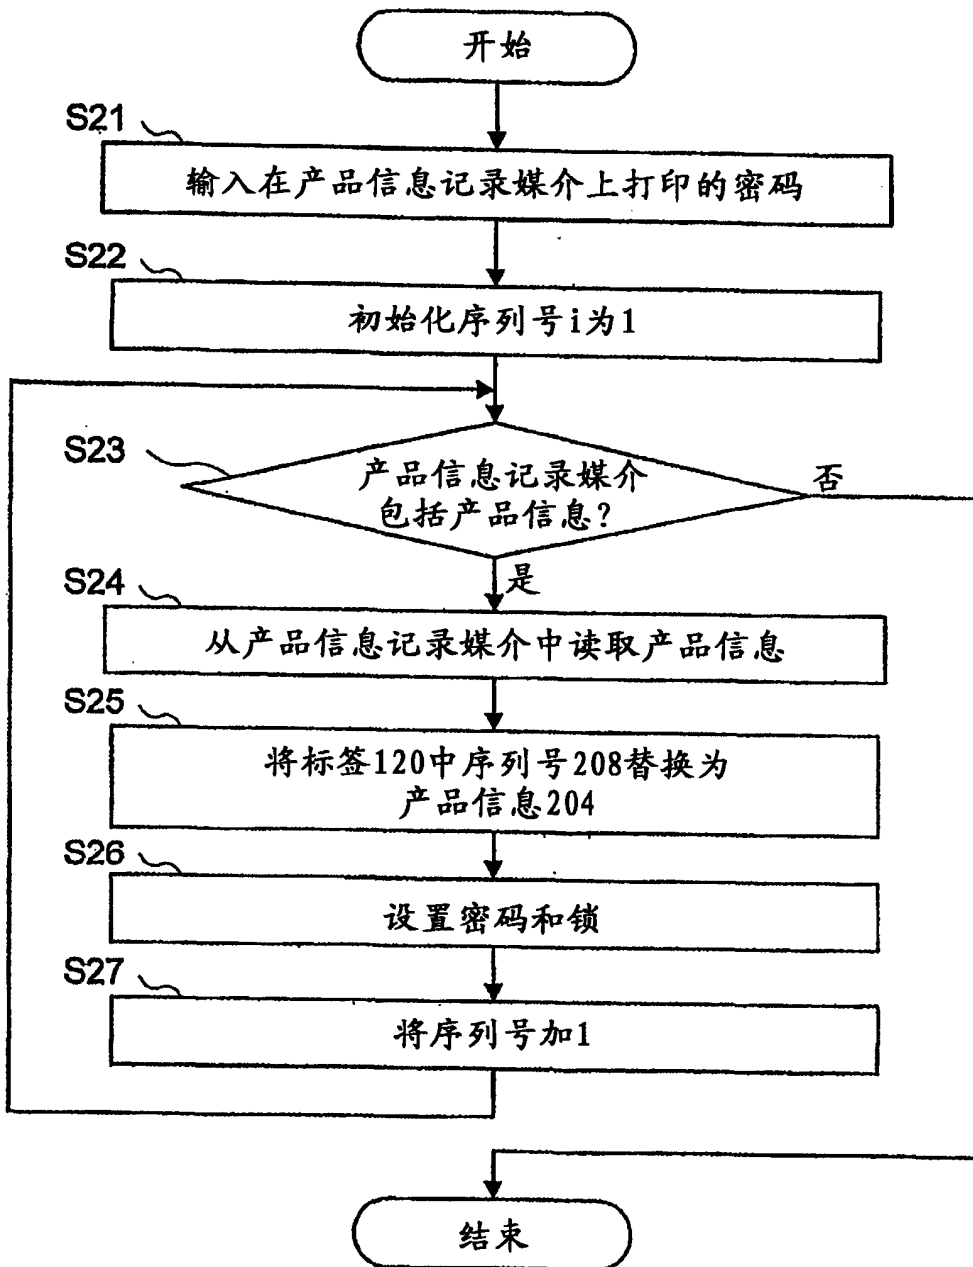 开始
S21
输入在产品信息记录媒介上打印的密码
S22
初始化序列号i为1
S23
产品信息记录媒介
包括产品信息?
否
是
S24
从产品信息记录媒介中读取产品信息
S25
将标签120中序列号208替换为
产品信息204
S26
设置密码和锁
S27
将序列号加1
结束